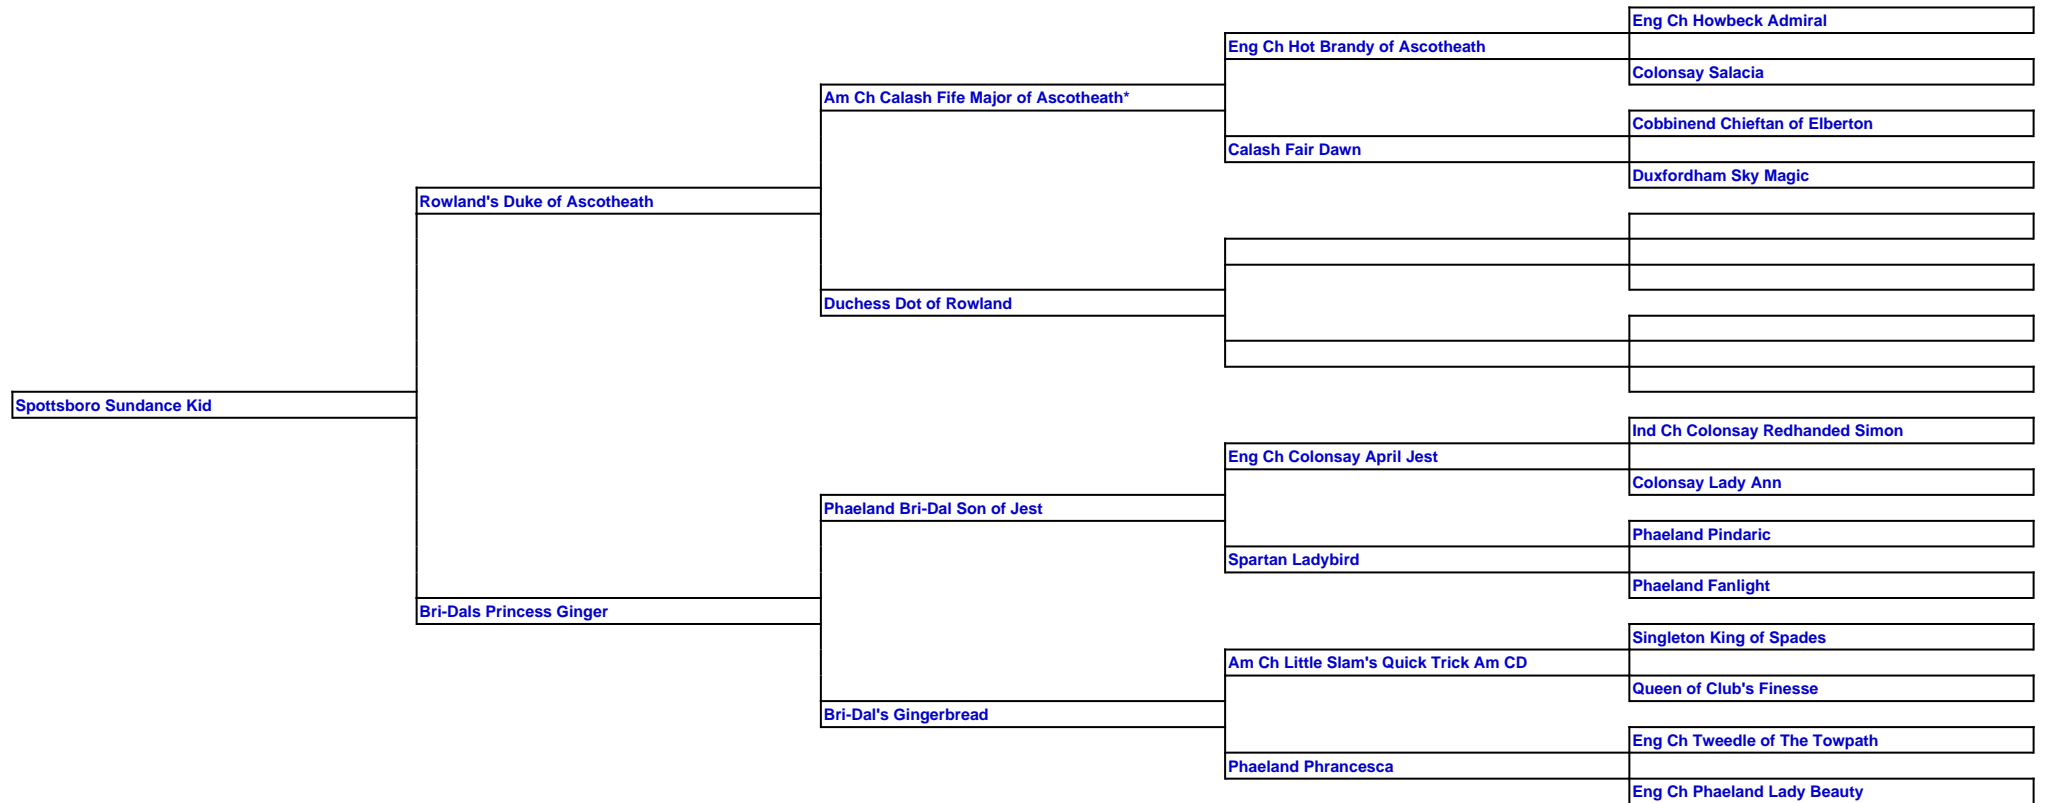 Eng Ch Howbeck Admiral
Eng Ch Hot Brandy of Ascotheath
Colonsay Salacia
Am Ch Calash Fife Major of Ascotheath*
Cobbinend Chieftan of Elberton
Calash Fair Dawn
Duxfordham Sky Magic
Rowland's Duke of Ascotheath
Duchess Dot of Rowland
Spottsboro Sundance Kid
Ind Ch Colonsay Redhanded Simon
Eng Ch Colonsay April Jest
Colonsay Lady Ann
Phaeland Bri-Dal Son of Jest
Phaeland Pindaric
Spartan Ladybird
Phaeland Fanlight
Bri-Dals Princess Ginger
Singleton King of Spades
Am Ch Little Slam's Quick Trick Am CD
Queen of Club's Finesse
Bri-Dal's Gingerbread
Eng Ch Tweedle of The Towpath
Phaeland Phrancesca
Eng Ch Phaeland Lady Beauty